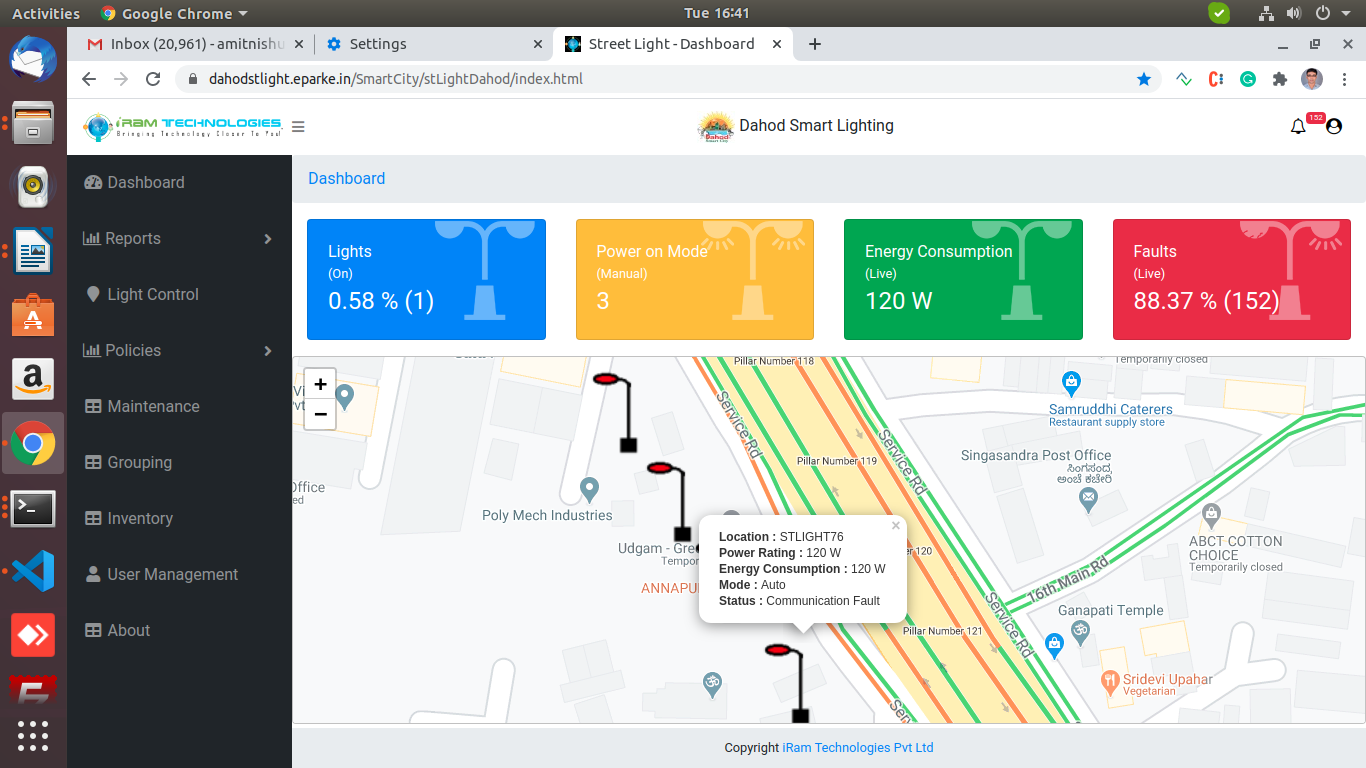 Activities
Google Chrome
Tue 16:41
Inbox (20,961) - amitnishu
Settings
Street Light - Dashboard
dahodstlight.eparke.in/SmartCity/stLightDahod/index.html
iRam Technologies
Bringing Technology Closer To You!
Dahod Smart Lighting
152
Dashboard
Reports
Light Control
Policies
Maintenance
Grouping
Inventory
User Management
About
Dashboard
Lights
(On)
0.58 % (1)
Power on Mode
(Manual)
3
Energy Consumption
(Live)
120 W
Faults
(Live)
88.37 % (152)
+
−
Pillar Number 118
Temporarily closed
Samruddhi Caterers
Restaurant supply store
Service Rd
Service Rd
Pillar Number 119
Singasandra Post Office
ಸಿಂಗಸಂದ್ರ
ಅಂಚೆ ಕಚೇರಿ
Office
Poly Mech Industries
ABCT COTTON
CHOICE
Temporarily closed
Udgam - Gre
Tempor
ANNAPU
Location : STLIGHT76
Power Rating : 120 W
Energy Consumption : 120 W
Mode : Auto
Status : Communication Fault
120
16th Main Rd
Service Rd
Ganapati Temple
Pillar Number 121
Sridevi Upahar
Vegetarian
Copyright iRam Technologies Pvt Ltd